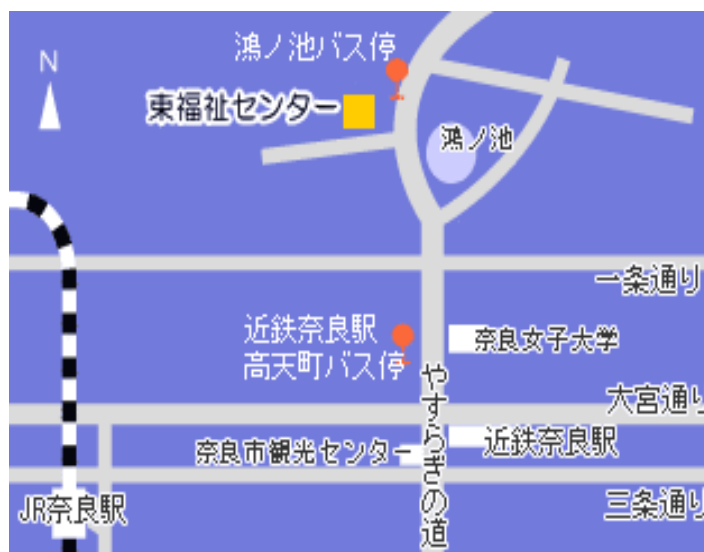 N
鴻ノ池バス停
東福祉センター
鴻ノ池
一条通り
近鉄奈良駅
高天町バス停
奈良女子大学
大宮通り
やすらぎの道
奈良市観光センター
近鉄奈良駅
JR奈良駅
三条通り